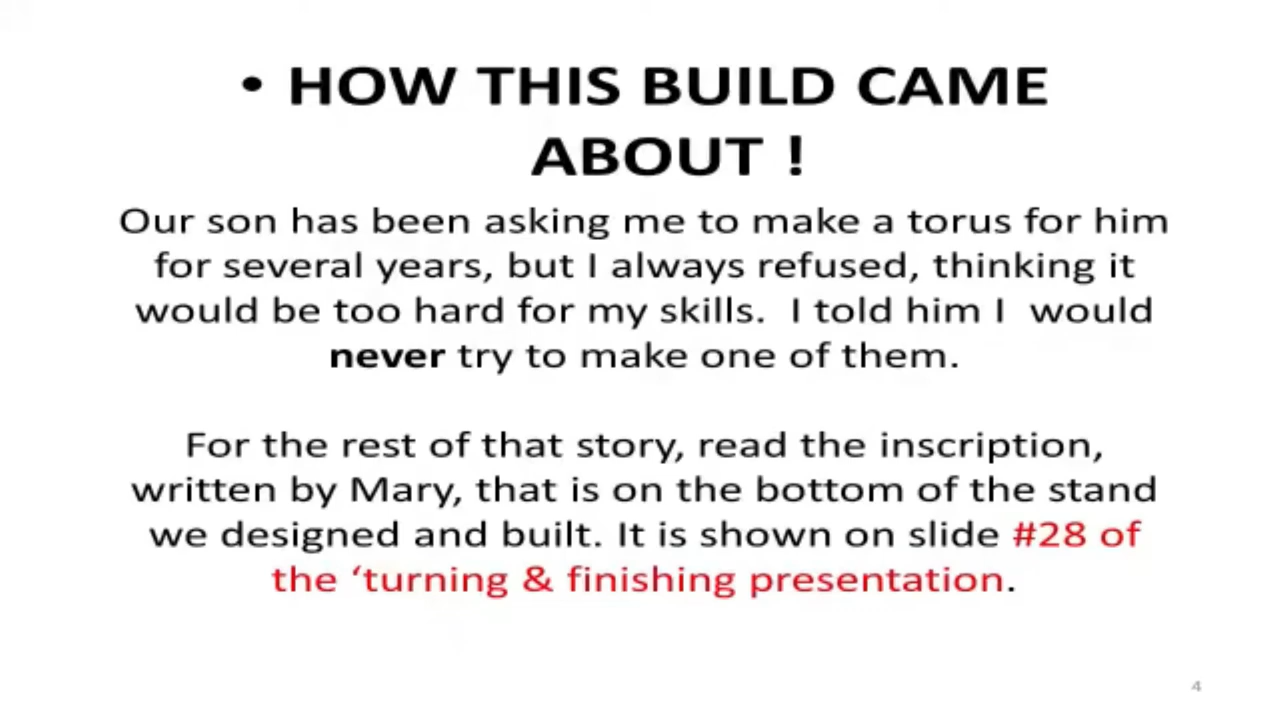 • HOW THIS BUILD CAME
ABOUT !
Our son has been asking me to make a torus for him
for several years, but I always refused, thinking it
would be too hard for my skills.  I told him I  would
never try to make one of them.
For the rest of that story, read the inscription,
written by Mary, that is on the bottom of the stand
we designed and built. It is shown on slide #28 of
the ‘turning & finishing presentation.
4